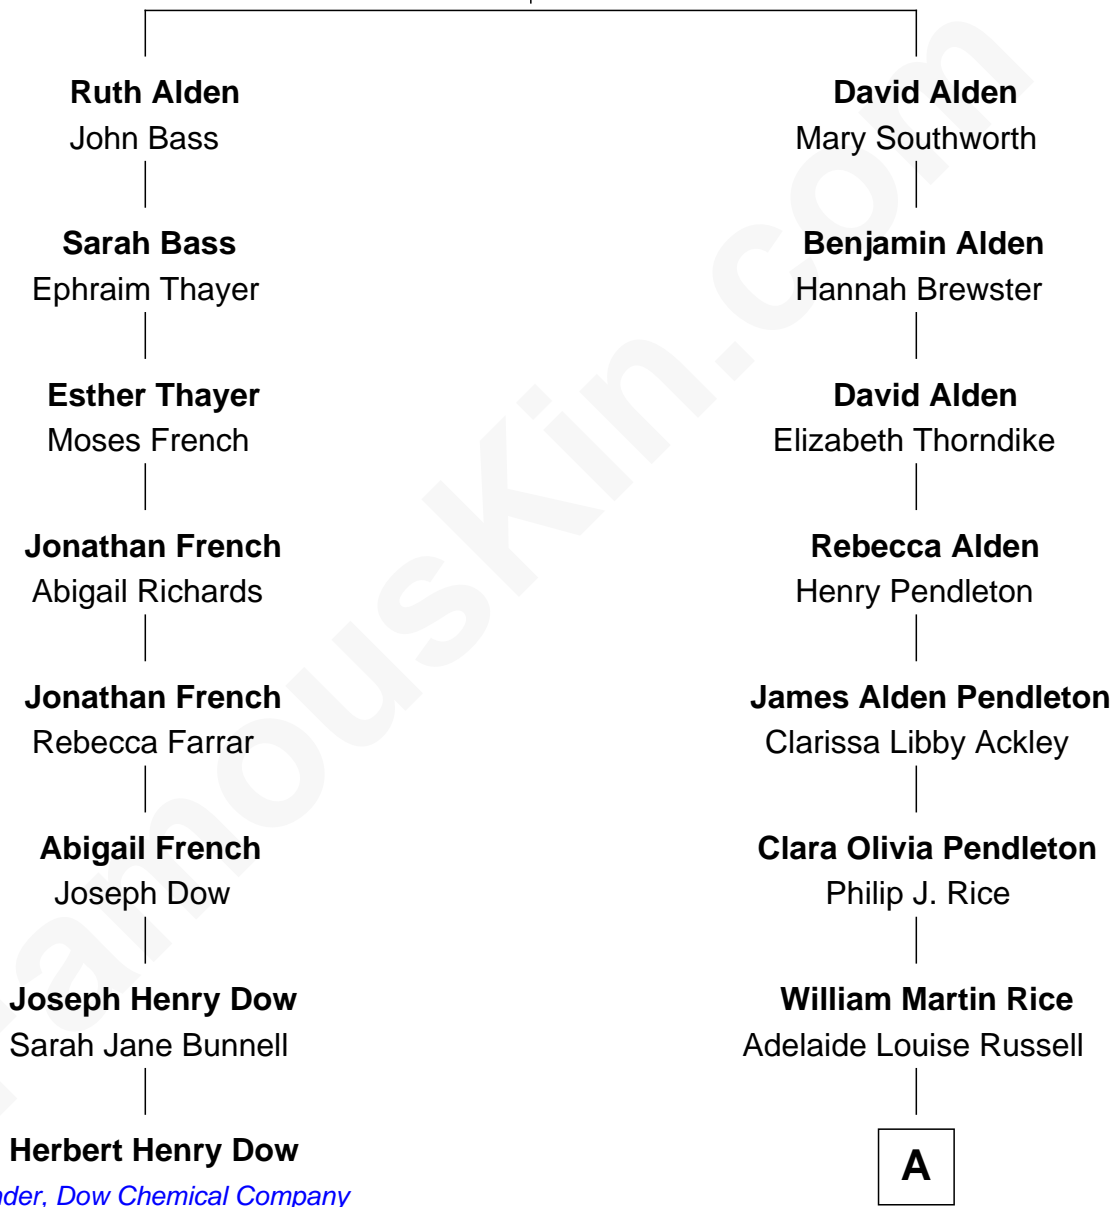 Ruth Alden
John Bass
David Alden
Mary Southworth
Sarah Bass
Ephraim Thayer
Benjamin Alden
Hannah Brewster
Esther Thayer
Moses French
David Alden
Elizabeth Thorndike
Jonathan French
Abigail Richards
Rebecca Alden
Henry Pendleton
Jonathan French
Rebecca Farrar
James Alden Pendleton
Clarissa Libby Ackley
Abigail French
Joseph Dow
Clara Olivia Pendleton
Philip J. Rice
Joseph Henry Dow
Sarah Jane Bunnell
William Martin Rice
Adelaide Louise Russell
Herbert Henry Dow
Dow Chemical Company
A
FamousKin.com